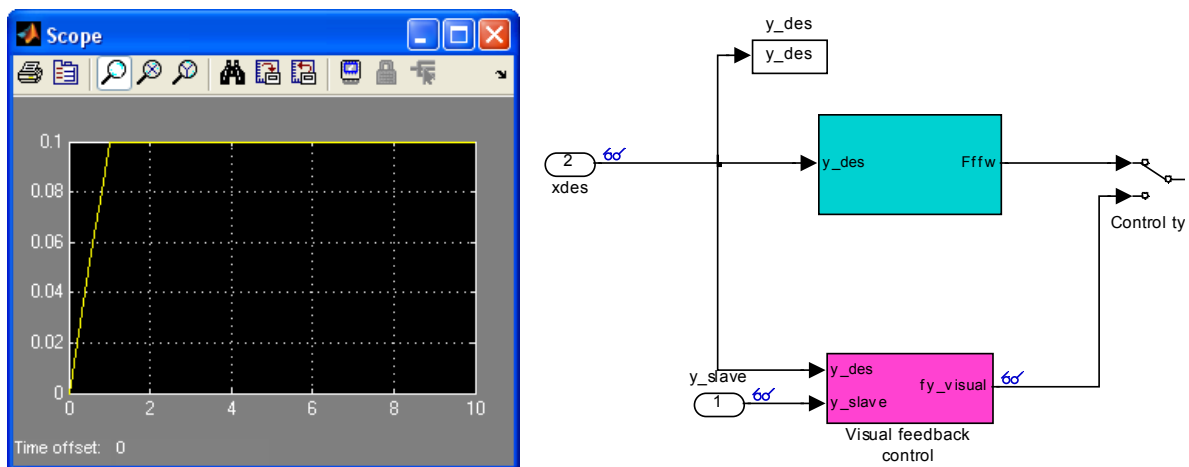 Scope
0.1
0.08
0.06
0.04
0.02
0
0 2 4 6 8 10
Time offset: 0
y_des
y_des
2
xdes
y_des Fffw
Control ty
y_slave
1
y_des
fy_visual
y_slave
Visual feedback
control